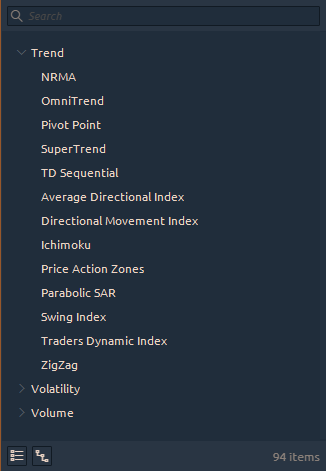 Search
Trend
NRMA
OmniTrend
Pivot Point
SuperTrend
TD Sequential
Average Directional Index
Directional Movement Index
Ichimoku
Price Action Zones
Parabolic SAR
Swing Index
Traders Dynamic Index
ZigZag
Volatility
Volume
94 items